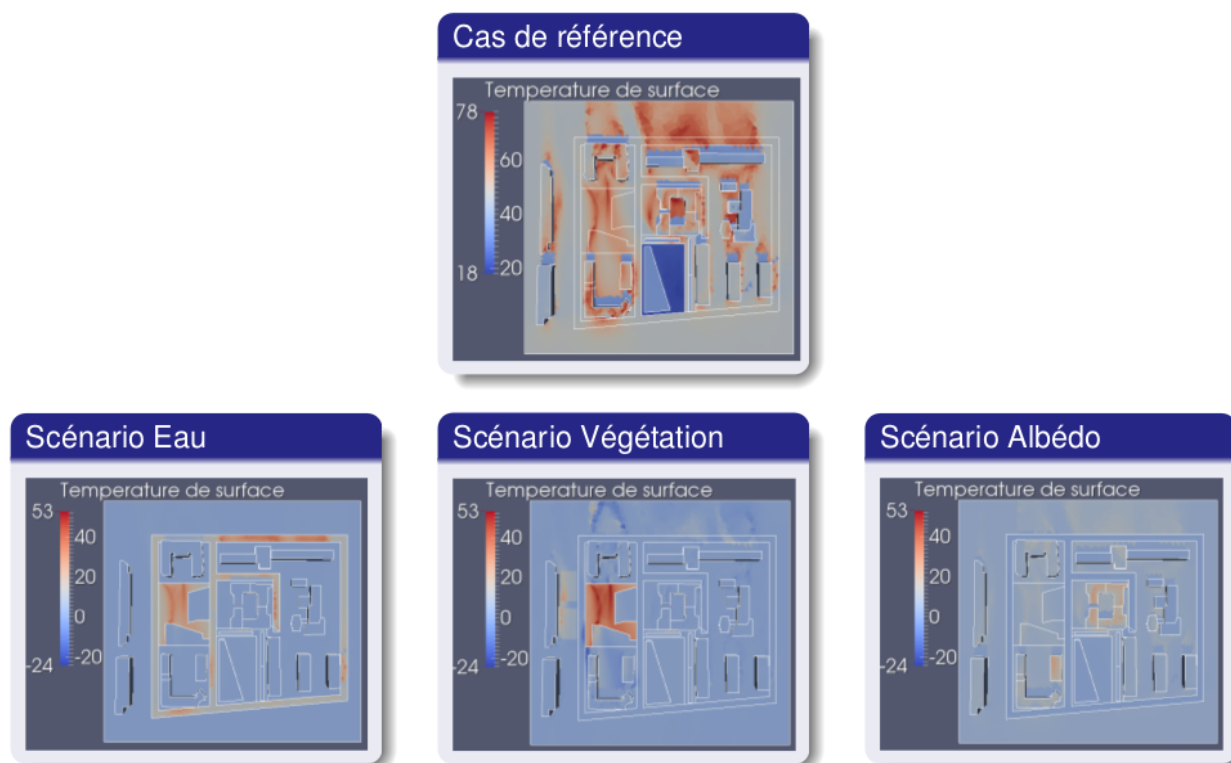 Cas de référence
Temperature de surface
78
60
40
20
18
Scénario Eau
Temperature de surface
53
40
20
0
-20
-24
Scénario Végétation
Temperature de surface
53
40
20
0
-20
-24
Scénario Albédo
Temperature de surface
53
40
20
0
-20
-24